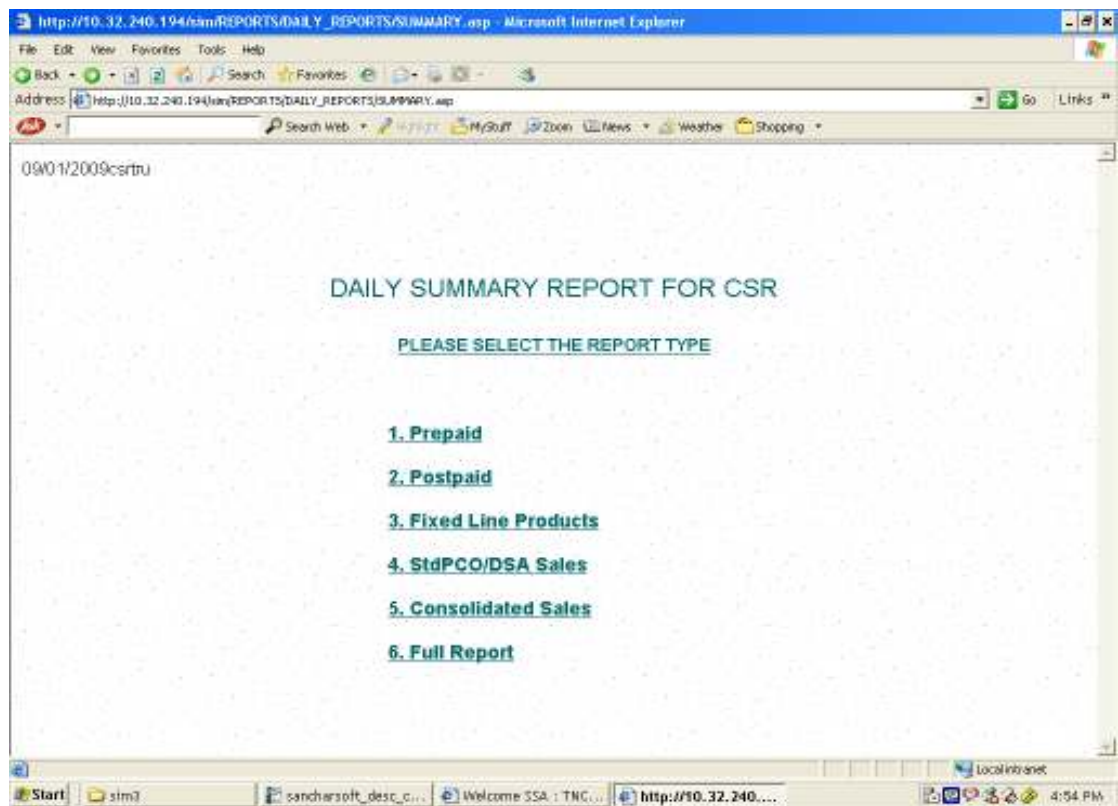 http://10.32.240.194/sim/REPORTS/DAILY_REPORTS/SUMMARY.asp - Microsoft Internet Explorer
File Edit View Favorites Tools Help
Back Search Favorites
Address http://10.32.240.194/sim/REPORTS/DAILY_REPORTS/SUMMARY.asp Go Links »
Ask Search Web MyStuff Zoom News Weather Shopping
09/01/2009csrtru
DAILY SUMMARY REPORT FOR CSR
PLEASE SELECT THE REPORT TYPE
1. Prepaid
2. Postpaid
3. Fixed Line Products
4. StdPCO/DSA Sales
5. Consolidated Sales
6. Full Report
Local intranet
Start sim3 sancharsoft_desc_c... Welcome SSA : TNC... http://10.32.240.... 4:54 PM